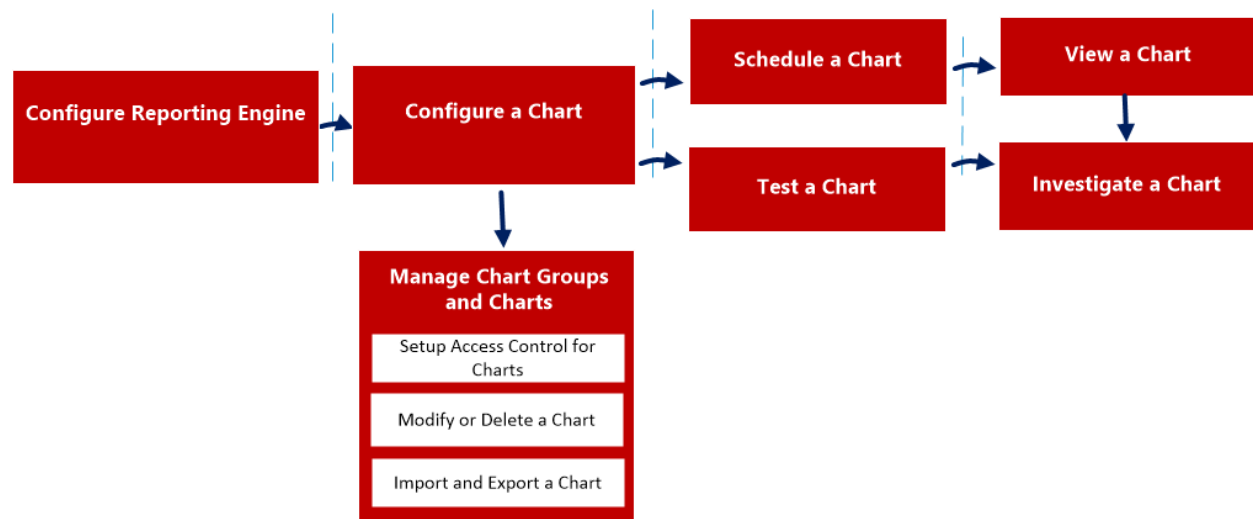 Configure Reporting Engine
Configure a Chart
Schedule a Chart
View a Chart
Test a Chart
Investigate a Chart
Manage Chart Groups
and Charts
Setup Access Control for
Charts
Modify or Delete a Chart
Import and Export a Chart